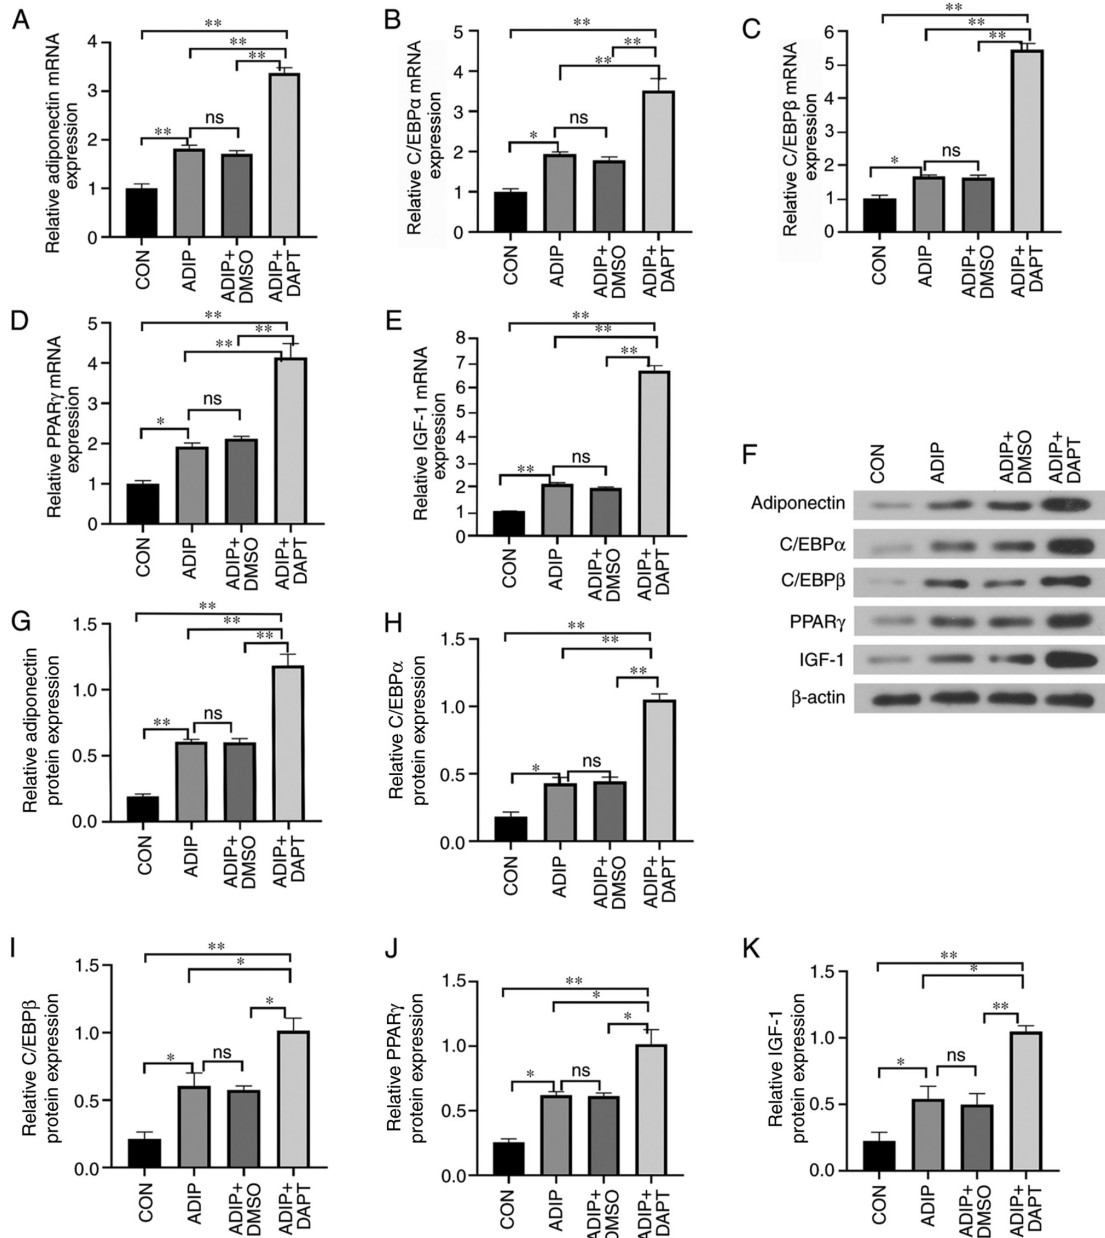 A
Relative adiponectin mRNA
expression
4
3
2
1
0
**
**
**
**
ns
CON
ADIP
ADIP+
DMSO
ADIP+
DAPT
B
Relative C/EBPα mRNA
expression
5
4
3
2
1
0
**
**
**
*
ns
CON
ADIP
ADIP+
DMSO
ADIP+
DAPT
C
Relative C/EBPβ mRNA
expression
6
5
4
3
2
1
0
**
**
**
*
ns
CON
ADIP
ADIP+
DMSO
ADIP+
DAPT
D
Relative PPARγ mRNA
expression
5
4
3
2
1
0
**
**
**
*
ns
CON
ADIP
ADIP+
DMSO
ADIP+
DAPT
E
Relative IGF-1 mRNA
expression
8
7
6
5
4
3
2
1
0
**
**
**
**
ns
CON
ADIP
ADIP+
DMSO
ADIP+
DAPT
F
CON
ADIP
ADIP+
DMSO
ADIP+
DAPT
Adiponectin
C/EBPα
C/EBPβ
PPARγ
IGF-1
β-actin
G
Relative adiponectin
protein expression
1.5
1.0
0.5
0.0
**
**
**
**
ns
CON
ADIP
ADIP+
DMSO
ADIP+
DAPT
H
Relative C/EBPα
protein expression
1.5
1.0
0.5
0.0
**
**
**
*
ns
CON
ADIP
ADIP+
DMSO
ADIP+
DAPT
I
Relative C/EBPβ
protein expression
1.5
1.0
0.5
0.0
**
*
*
*
ns
CON
ADIP
ADIP+
DMSO
ADIP+
DAPT
J
Relative PPARγ
protein expression
1.5
1.0
0.5
0.0
**
*
*
*
ns
CON
ADIP
ADIP+
DMSO
ADIP+
DAPT
K
Relative IGF-1
protein expression
1.5
1.0
0.5
0.0
**
*
**
*
ns
CON
ADIP
ADIP+
DMSO
ADIP+
DAPT